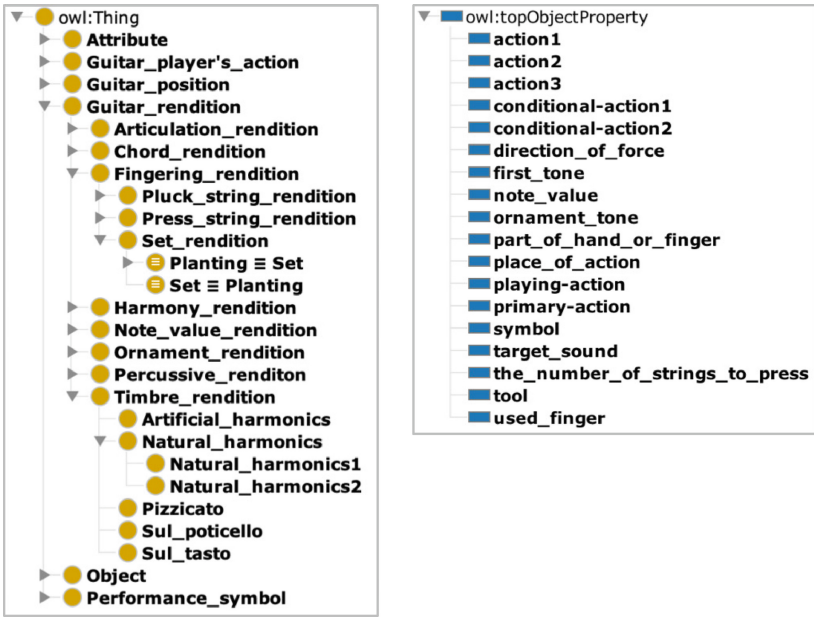 owl:Thing
Attribute
Guitar_player's_action
Guitar_position
Guitar_rendition
Articulation_rendition
Chord_rendition
Fingering_rendition
Pluck_string_rendition
Press_string_rendition
Set_rendition
Planting ≡ Set
Set ≡ Planting
Harmony_rendition
Note_value_rendition
Ornament_rendition
Percussive_renditon
Timbre_rendition
Artificial_harmonics
Natural_harmonics
Natural_harmonics1
Natural_harmonics2
Pizzicato
Sul_poticello
Sul_tasto
Object
Performance_symbol
owl:topObjectProperty
action1
action2
action3
conditional-action1
conditional-action2
direction_of_force
first_tone
note_value
ornament_tone
part_of_hand_or_finger
place_of_action
playing-action
primary-action
symbol
target_sound
the_number_of_strings_to_press
tool
used_finger